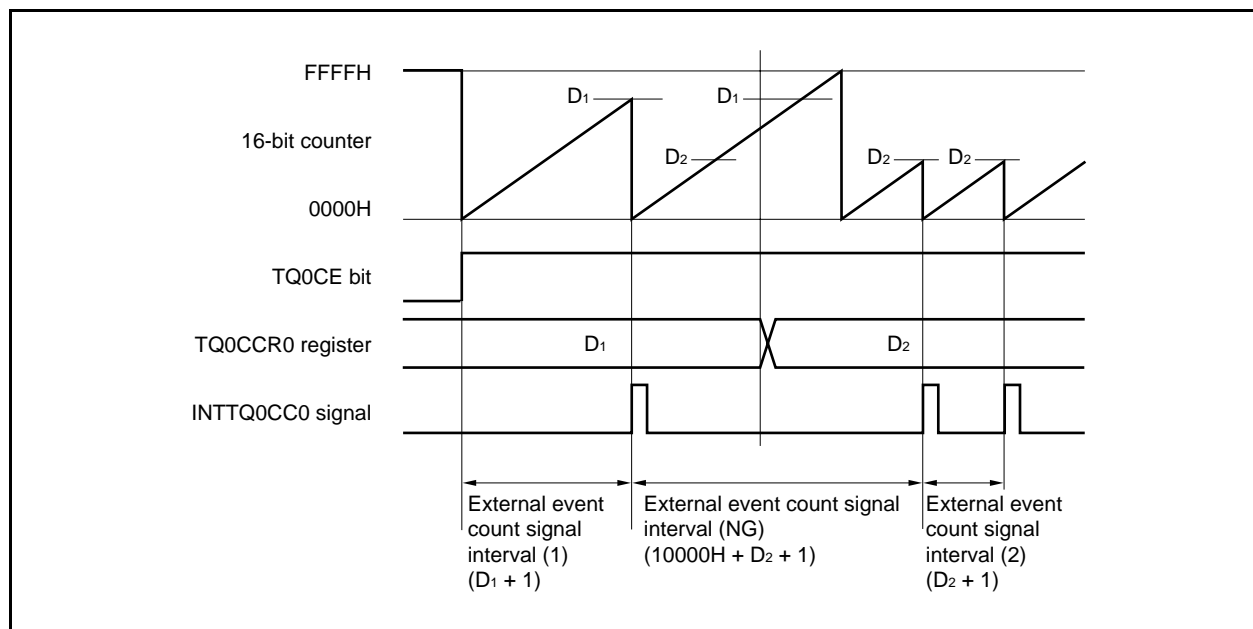 FFFFH
D1
D1
16-bit counter
D2
D2
D2
0000H
TQ0CE bit
TQ0CCR0 register
D1
D2
INTTQ0CC0 signal
External event
count signal
interval (1)
(D1 + 1)
External event count signal
interval (NG)
(10000H + D2 + 1)
External event
count signal
interval (2)
(D2 + 1)